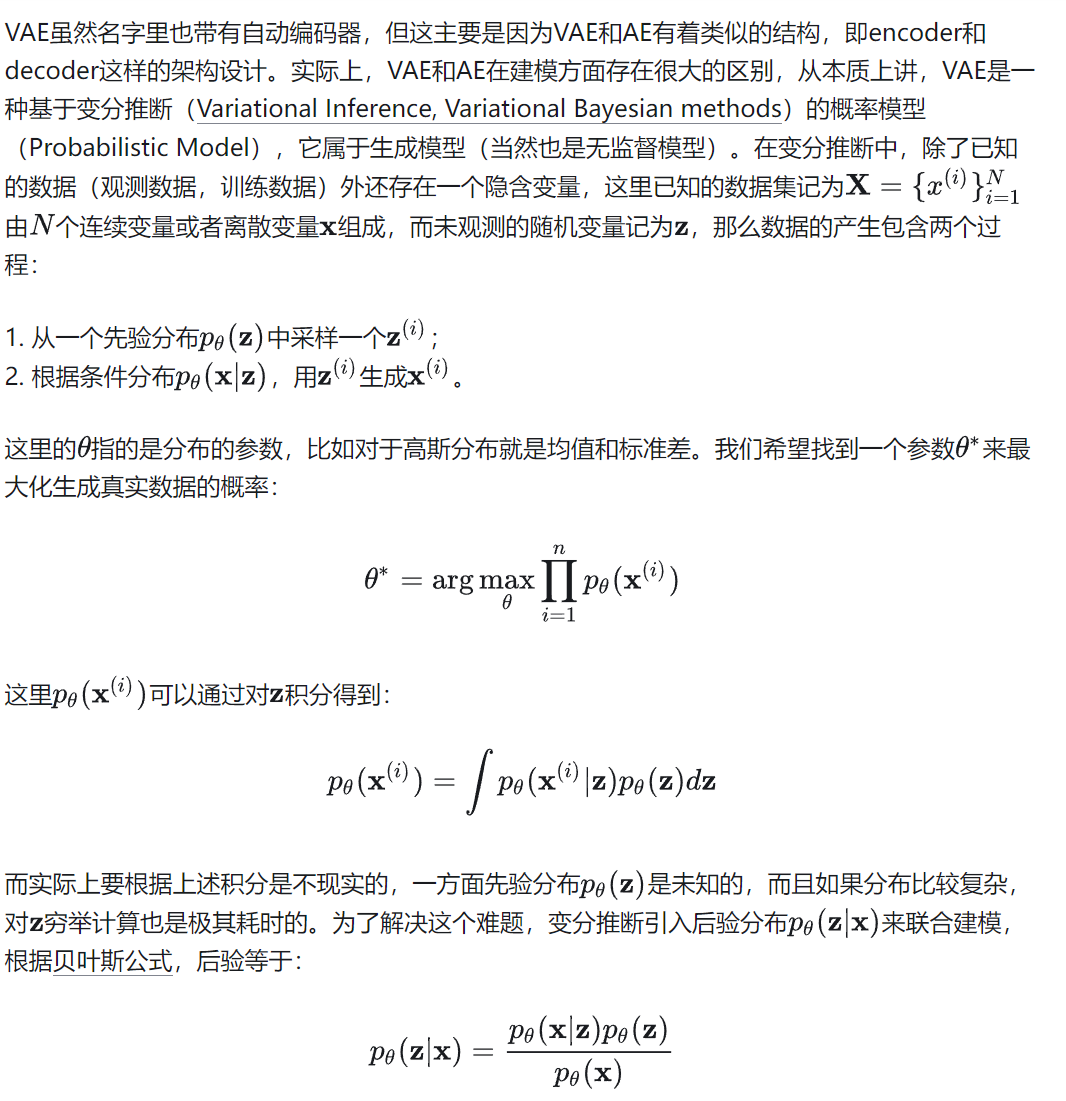 VAE虽然名字里也带有自动编码器，但这主要是因为VAE和AE有着类似的结构，即encoder和
decoder这样的架构设计。实际上，VAE和AE在建模方面存在很大的区别，从本质上讲，VAE是一
种基于变分推断（Variational Inference, Variational Bayesian methods）的概率模型
（Probabilistic Model），它属于生成模型（当然也是无监督模型）。在变分推断中，除了已知
的数据（观测数据，训练数据）外还存在一个隐含变量，这里已知的数据集记为$\mathbf{X} = \{x^{(i)}\}_{i=1}^{N}$
由$N$个连续变量或者离散变量$\mathbf{x}$组成，而未观测的随机变量记为$\mathbf{z}$，那么数据的产生包含两个过
程：
1. 从一个先验分布$p_\theta(\mathbf{z})$中采样一个$\mathbf{z}^{(i)}$；
2. 根据条件分布$p_\theta(\mathbf{x}|\mathbf{z})$，用$\mathbf{z}^{(i)}$生成$\mathbf{x}^{(i)}$。
这里的$\theta$指的是分布的参数，比如对于高斯分布就是均值和标准差。我们希望找到一个参数$\theta^*$来最
大化生成真实数据的概率：
$\theta^* = \arg\max_\theta \prod_{i=1}^{n} p_\theta(\mathbf{x}^{(i)})$
这里$p_\theta(\mathbf{x}^{(i)})$可以通过对$\mathbf{z}$积分得到：
$p_\theta(\mathbf{x}^{(i)}) = \int p_\theta(\mathbf{x}^{(i)}|\mathbf{z})p_\theta(\mathbf{z})d\mathbf{z}$
而实际上要根据上述积分是不现实的，一方面先验分布$p_\theta(\mathbf{z})$是未知的，而且如果分布比较复杂，
对$\mathbf{z}$穷举计算也是极其耗时的。为了解决这个难题，变分推断引入后验分布$p_\theta(\mathbf{z}|\mathbf{x})$来联合建模，
根据贝叶斯公式，后验等于：
$p_\theta(\mathbf{z}|\mathbf{x}) = \frac{p_\theta(\mathbf{x}|\mathbf{z})p_\theta(\mathbf{z})}{p_\theta(\mathbf{x})}$